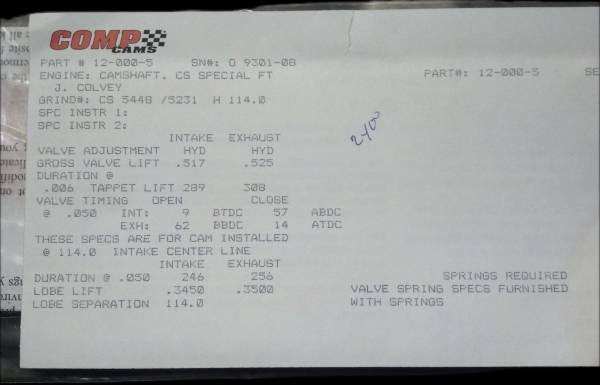 COMP
CAMS
PART # 12-000-5 SN#: O 9301-08
ENGINE: CAMSHAFT, CS SPECIAL FT PART#: 12-000-5 SE
J. COLVEY
GRIND#: CS 5448 /5231 H 114.0
SPC INSTR 1:
SPC INSTR 2:
2400
INTAKE EXHAUST
VALVE ADJUSTMENT HYD HYD
GROSS VALVE LIFT .517 .525
DURATION @
.006 TAPPET LIFT 289 308
VALVE TIMING OPEN CLOSE
@ .050 INT: 9 BTDC 57 ABDC
EXH: 62 BBDC 14 ATDC
THESE SPECS ARE FOR CAM INSTALLED
@ 114.0 INTAKE CENTER LINE
INTAKE EXHAUST
DURATION @ .050 246 256 SPRINGS REQUIRED
LOBE LIFT .3450 .3500 VALVE SPRING SPECS FURNISHED
LOBE SEPARATION 114.0 WITH SPRINGS